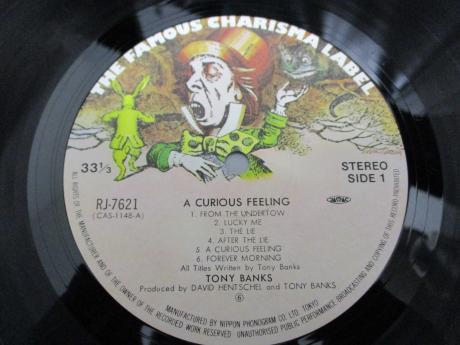 THE FAMOUS CHARISMA LABEL
33 1/3
STEREO
SIDE 1
RJ-7621
(CAS-1148-A)
A CURIOUS FEELING
1. FROM THE UNDERTOW
2. LUCKY ME
3. THE LIE
4. AFTER THE LIE
5. A CURIOUS FEELING
6. FOREVER MORNING
All Titles Written by Tony Banks
TONY BANKS
Produced by DAVID HENTSCHEL and TONY BANKS
6
ALL RIGHTS OF THE MANUFACTURER AND OF THE OWNER OF THE RECORDED WORK RESERVED UNAUTHORISED PUBLIC PERFORMANCE, BROADCASTING AND COPYING OF THIS RECORD PROHIBITED
MANUFACTURED BY NIPPON PHONOGRAM CO. LTD. TOKYO